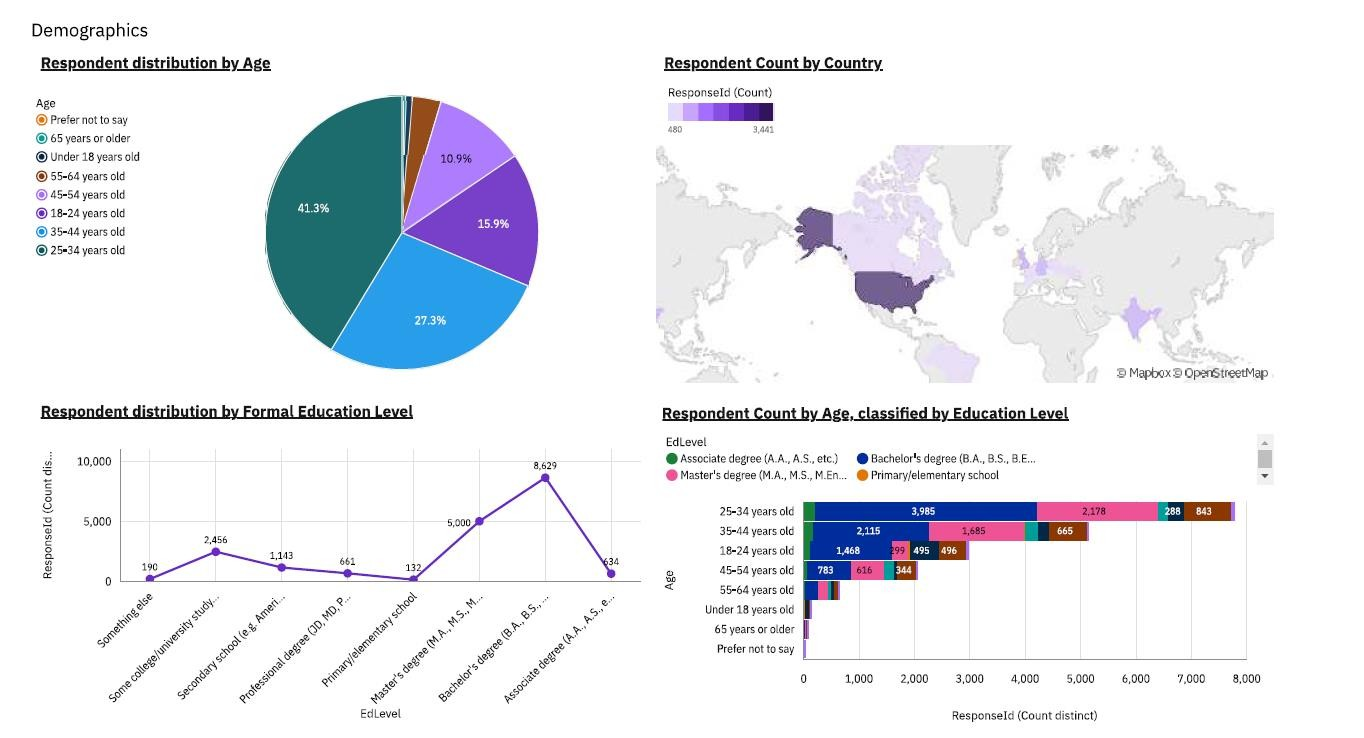 Demographics
Respondent distribution by Age
Age
Prefer not to say
65 years or older
Under 18 years old
55-64 years old
45-54 years old
18-24 years old
35-44 years old
25-34 years old
10.9%
41.3%
15.9%
27.3%
Respondent Count by Country
ResponseId (Count)
480 3,441
© Mapbox © OpenStreetMap
Respondent distribution by Formal Education Level
ResponseId (Count dis...
10,000
5,000
0
190
2,456
1,143
661
132
5,000
8,629
634
Something else
Some college/university study...
Secondary school (e.g. Ameri...
Professional degree (JD, MD, P...
Primary/elementary school
Master's degree (M.A., M.S., M...
Bachelor's degree (B.A., B.S., ...
Associate degree (A.A., A.S., e...
EdLevel
Respondent Count by Age, classified by Education Level
EdLevel
Associate degree (A.A., A.S., etc.) Bachelor's degree (B.A., B.S., B.E...
Master's degree (M.A., M.S., M.En... Primary/elementary school
Age
25-34 years old 3,985 2,178 288 843
35-44 years old 2,115 1,685 665
18-24 years old 1,468 299 495 496
45-54 years old 783 616 344
55-64 years old
Under 18 years old
65 years or older
Prefer not to say
0 1,000 2,000 3,000 4,000 5,000 6,000 7,000 8,000
ResponseId (Count distinct)